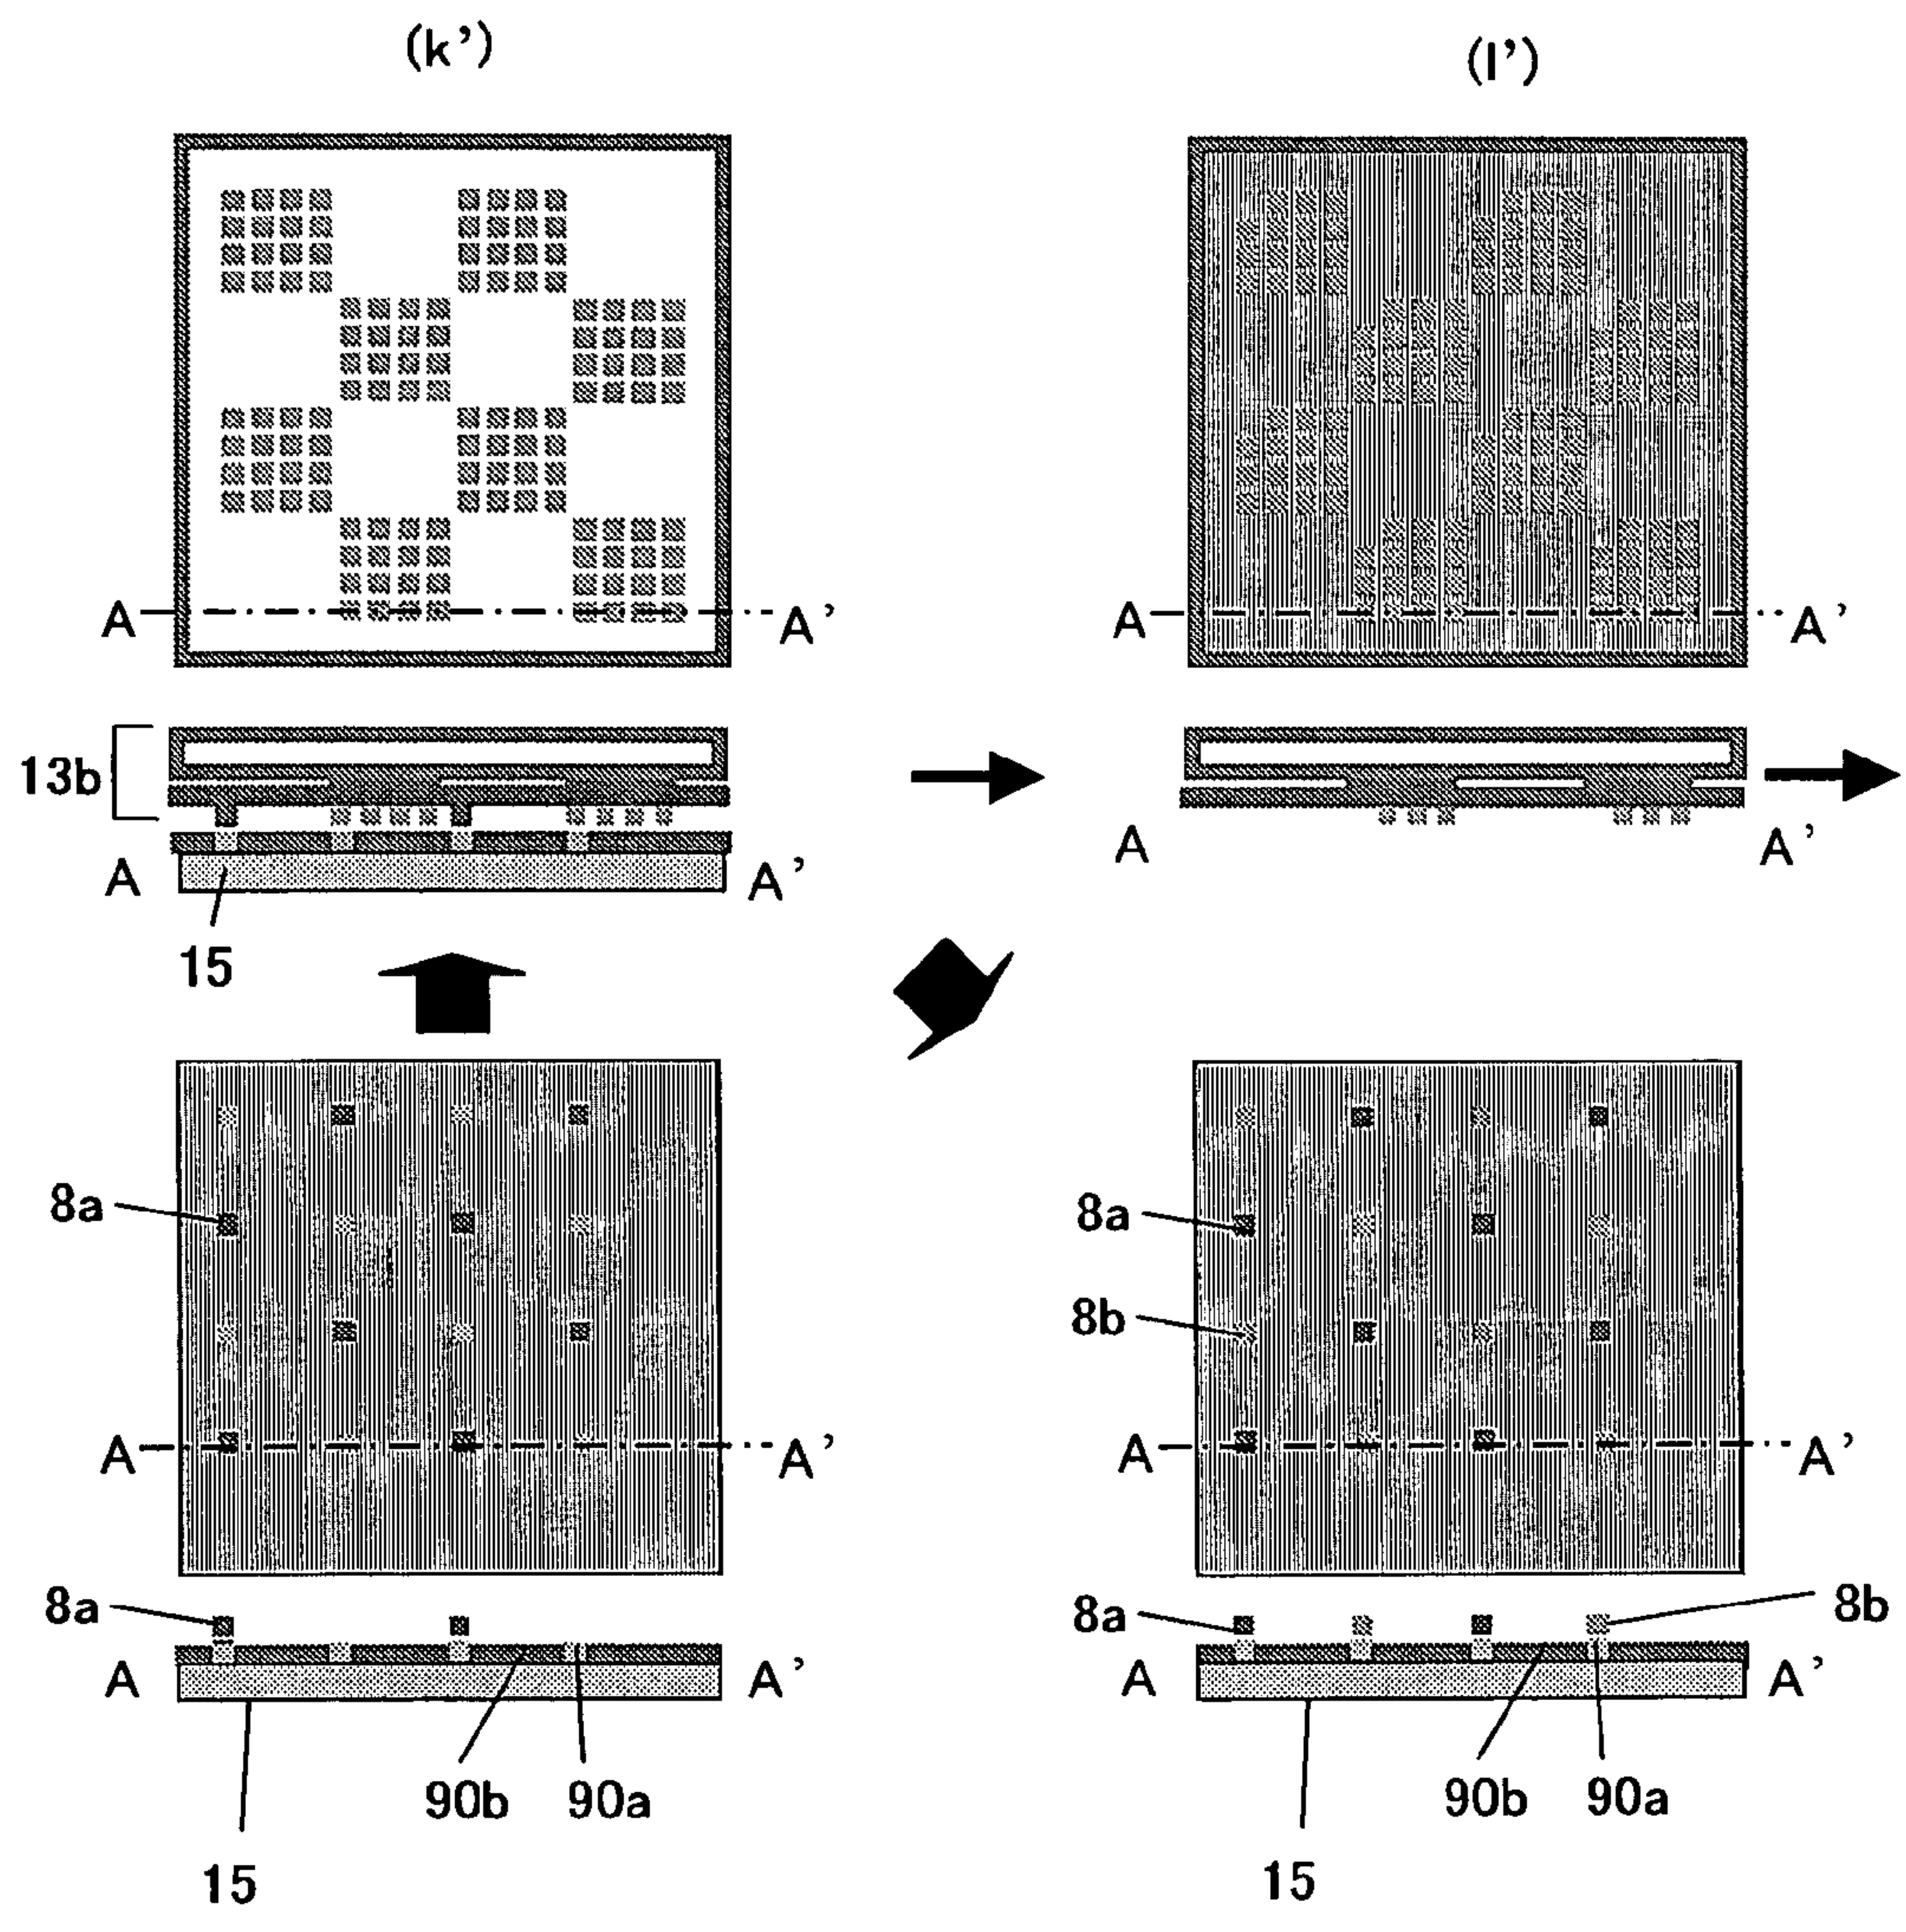 (k’) (l’)
A A’ A A’
13b
A A’ A A’
15
8a 8a
8b
A A’ A A’
8a 8a 8b
A A’ A A’
90b 90a 90b 90a
15 15